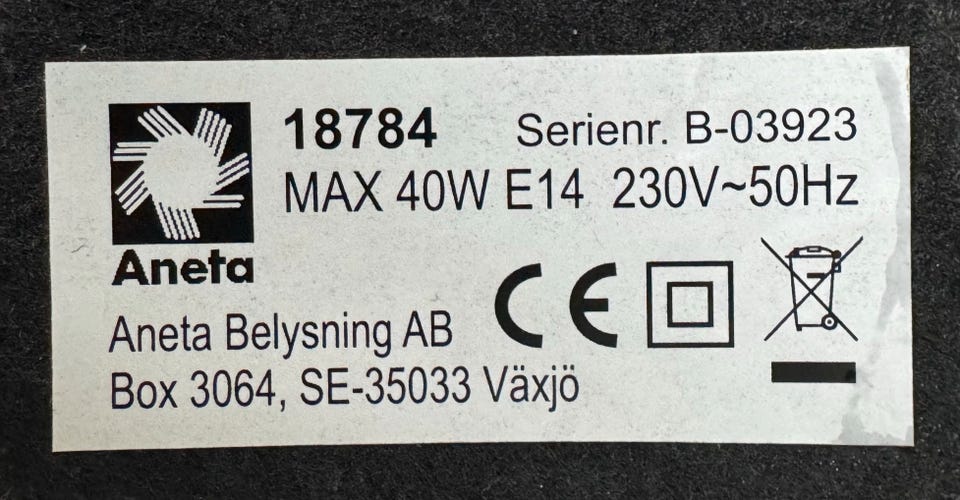 18784 Serienr. B-03923
MAX 40W E14 230V~50Hz
Aneta
CE
Aneta Belysning AB
Box 3064, SE-35033 Växjö